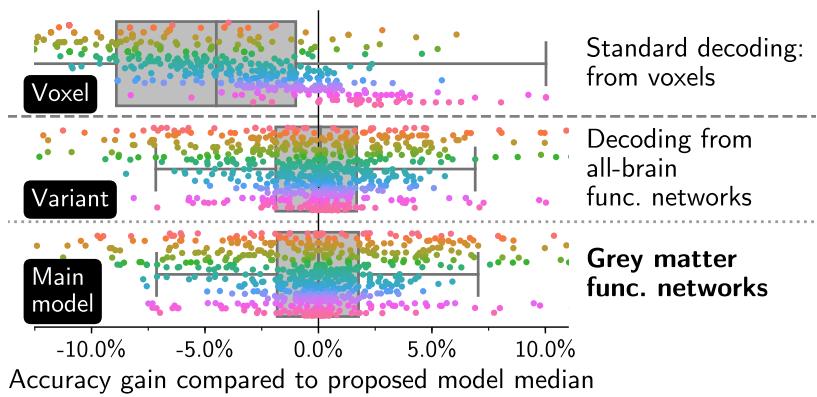 Standard decoding:
from voxels
Voxel
Decoding from
all-brain
func. networks
Variant
Grey matter
func. networks
Main
model
-10.0% -5.0% 0.0% 5.0% 10.0%
Accuracy gain compared to proposed model median